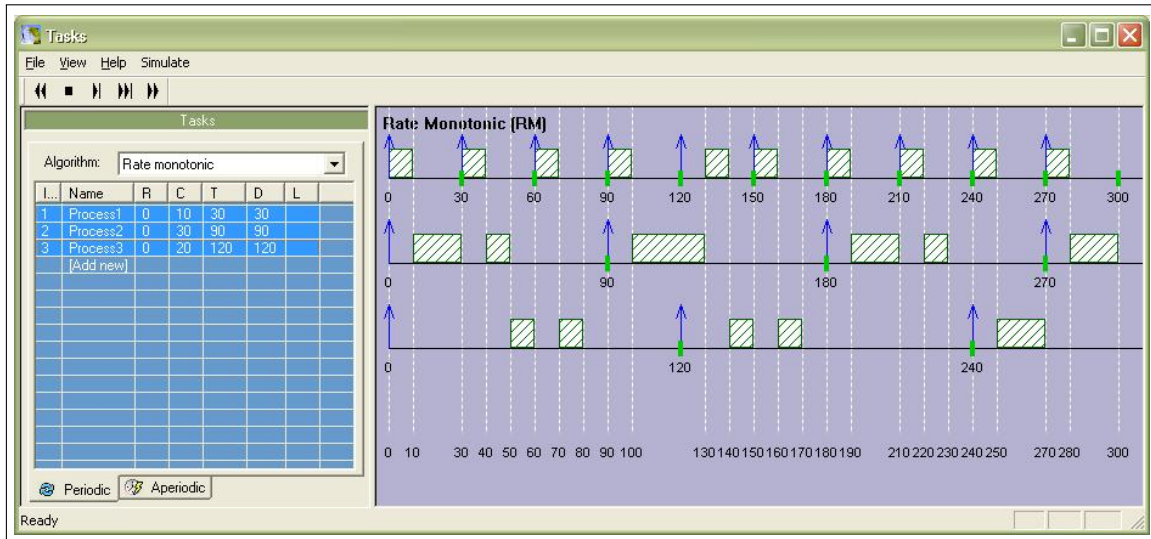 Tasks
File View Help Simulate
Tasks
Algorithm: Rate monotonic
I... Name R C T D L
1 Process1 0 10 30 30
2 Process2 0 30 90 90
3 Process3 0 20 120 120
[Add new]
Periodic Aperiodic
Rate Monotonic (RM)
0 30 60 90 120 150 180 210 240 270 300
0 90 180 270
0 120 240
0 10 30 40 50 60 70 80 90 100 130 140 150 160 170 180 190 210 220 230 240 250 270 280 300
Ready